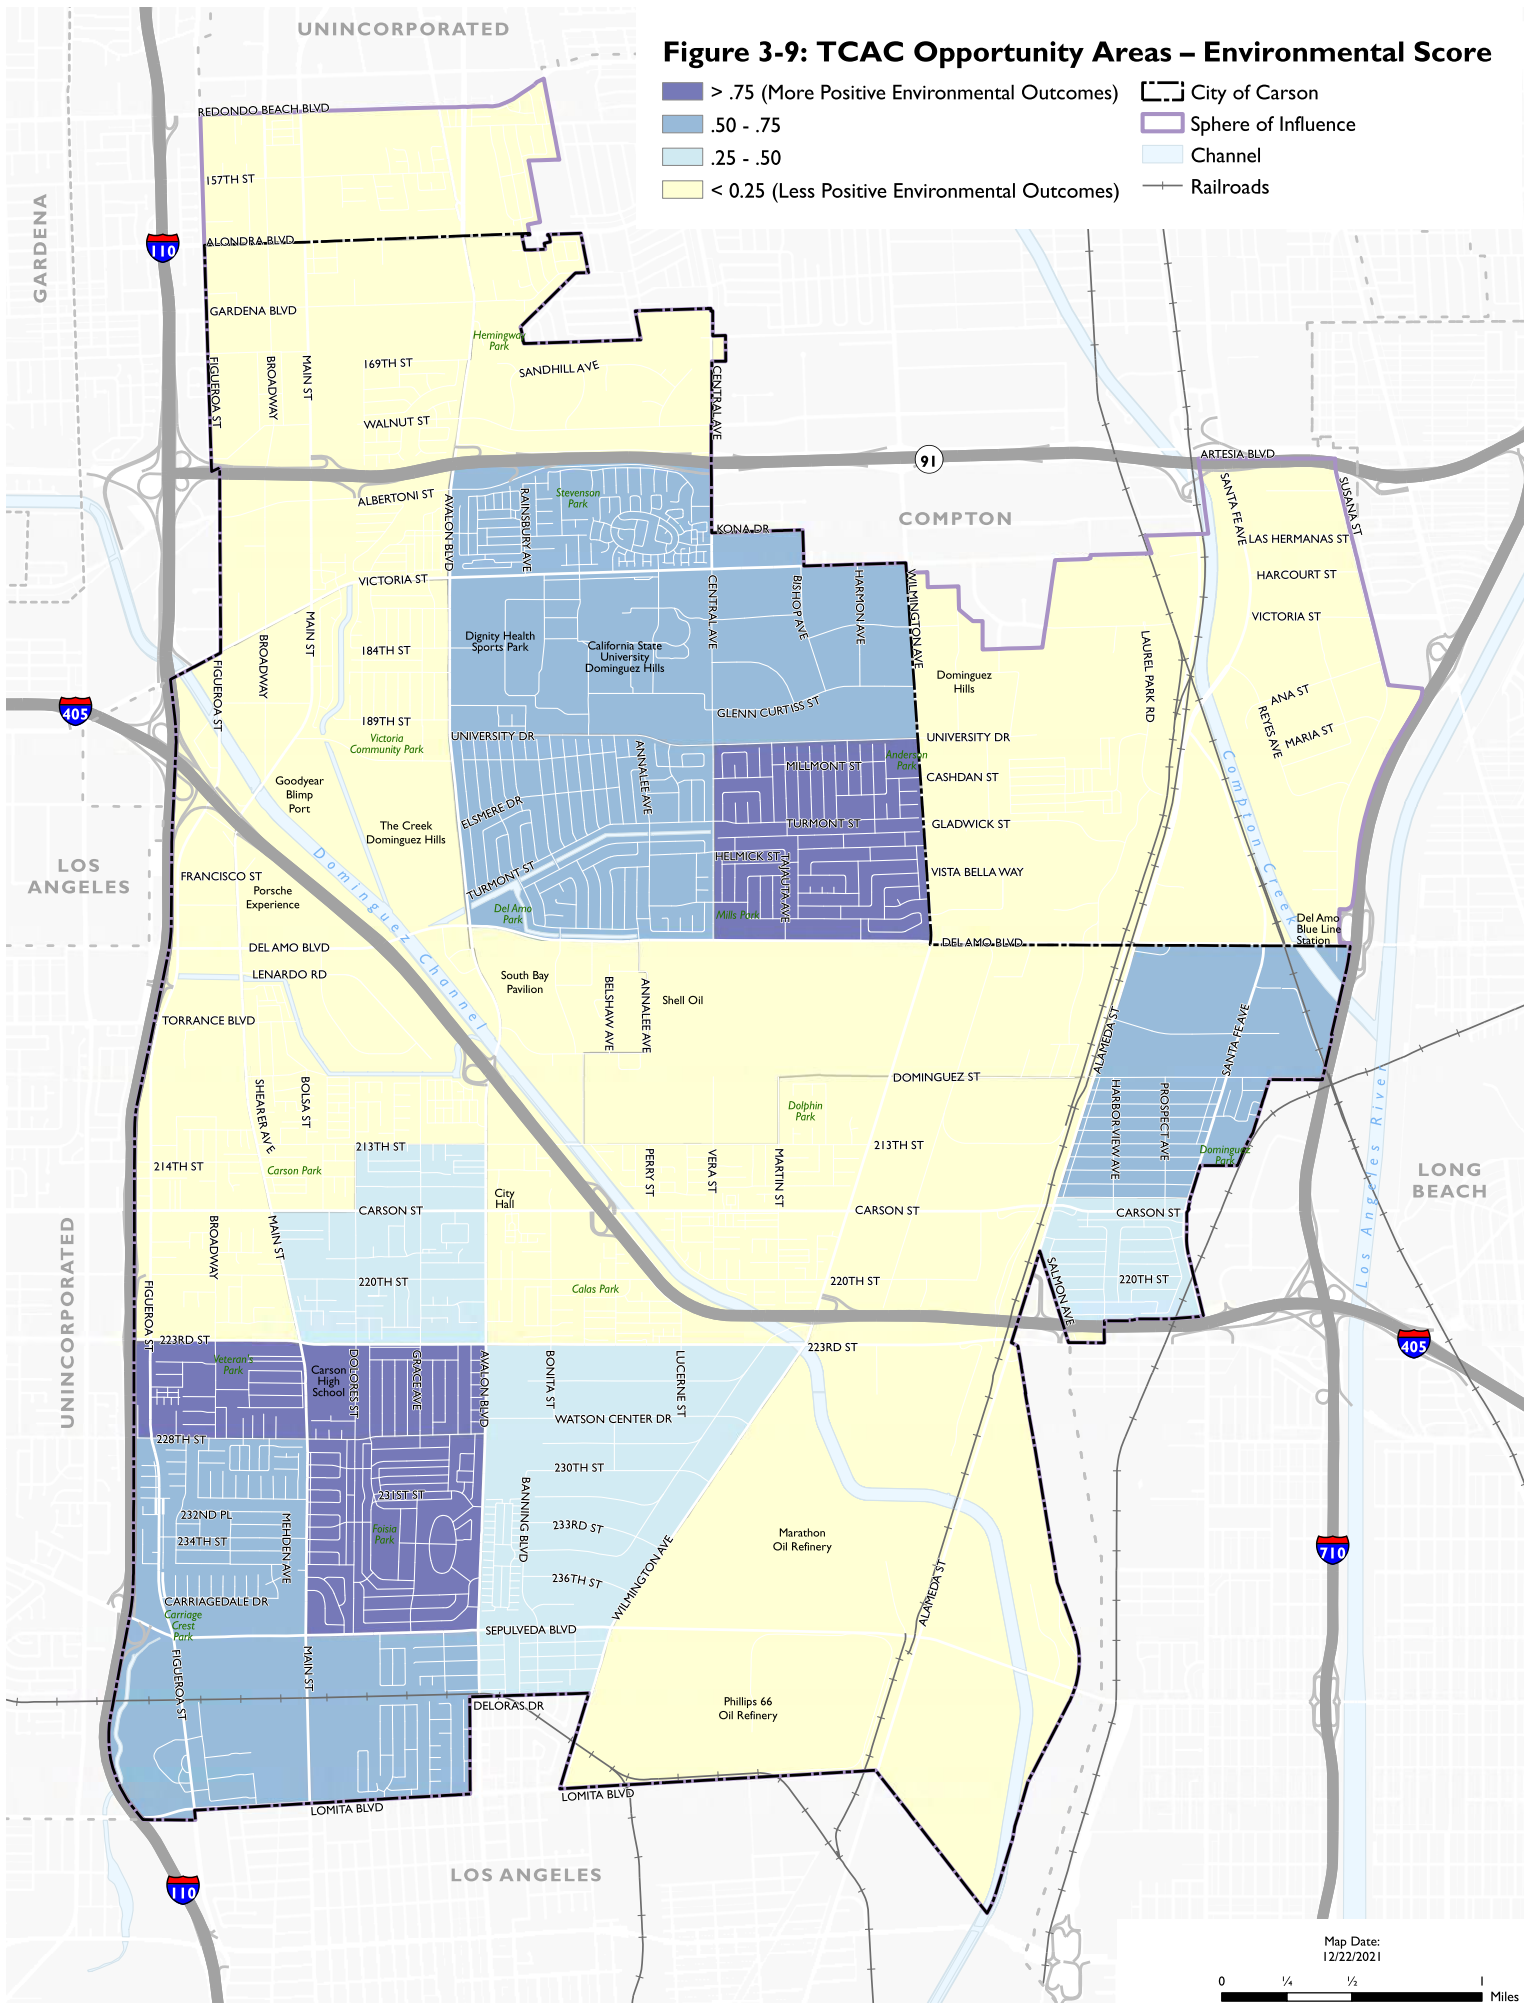 UNINCORPORATED
Figure 3-9: TCAC Opportunity Areas – Environmental Score
> .75 (More Positive Environmental Outcomes)
.50 - .75
.25 - .50
< 0.25 (Less Positive Environmental Outcomes)
City of Carson
Sphere of Influence
Channel
Railroads
REDONDO BEACH BLVD
157TH ST
GARDENA
110
ALONDRA BLVD
GARDENA BLVD
Hemingway
Park
169TH ST
SANDHILL AVE
FIGUEROA ST
BROADWAY
MAIN ST
CENTRAL AVE
WALNUT ST
91
ARTESIA BLVD
ALBERTONI ST
AVALON BLVD
RAINSBURY AVE
Stevenson
Park
KONA DR
COMPTON
SANTA FE AVE
SUSANA ST
LAS HERMANAS ST
HARCOURT ST
VICTORIA ST
VICTORIA ST
CENTRAL AVE
BISHOP AVE
HARMON AVE
WILMINGTON AVE
MAIN ST
BROADWAY
184TH ST
Dignity Health
Sports Park
California State
University
Dominguez Hills
Dominguez
Hills
LAUREL PARK RD
FIGUEROA ST
ANA ST
REYES AVE
MARIA ST
405
189TH ST
Victoria
Community Park
GLENN CURTISS ST
UNIVERSITY DR
UNIVERSITY DR
ANNALEE AVE
MILLMONT ST
Anderson
Park
CASHDAN ST
Goodyear
Blimp
Port
ELSMERE DR
The Creek
Dominguez Hills
TURMONT ST
GLADWICK ST
Compton Creek
LOS
ANGELES
FRANCISCO ST
Porsche
Experience
Dominguez Channel
TURMONT ST
HELMICK ST
TAJAUTA AVE
VISTA BELLA WAY
Del Amo
Park
Mills Park
Del Amo
Blue Line
Station
DEL AMO BLVD
DEL AMO BLVD
LENARDO RD
South Bay
Pavilion
BELSHAW AVE
ANNALEE AVE
Shell Oil
TORRANCE BLVD
ALAMEDA ST
SANTA FE AVE
SHEARER AVE
BOLSA ST
DOMINGUEZ ST
HARBOR VIEW AVE
PROSPECT AVE
Dolphin
Park
213TH ST
213TH ST
Dominguez
Park
214TH ST
Carson Park
PERRY ST
VERA ST
MARTIN ST
LONG
BEACH
Los Angeles River
City
Hall
CARSON ST
CARSON ST
CARSON ST
UNINCORPORATED
BROADWAY
MAIN ST
220TH ST
Calas Park
220TH ST
SALMON AVE
220TH ST
FIGUEROA ST
223RD ST
223RD ST
405
Veteran's
Park
Carson
High
School
DOLORES ST
GRACE AVE
AVALON BLVD
BONITA ST
LUCERNE ST
WATSON CENTER DR
228TH ST
230TH ST
231ST ST
BANNING BLVD
232ND PL
234TH ST
MEHDEN AVE
Foisia
Park
233RD ST
Marathon
Oil Refinery
710
236TH ST
WILMINGTON AVE
ALAMEDA ST
CARRIAGEDALE DR
Carriage
Crest
Park
SEPULVEDA BLVD
FIGUEROA ST
MAIN ST
DELORAS DR
Phillips 66
Oil Refinery
LOMITA BLVD
LOMITA BLVD
LOS ANGELES
110
Map Date:
12/22/2021
0 1/4 1/2 1
Miles